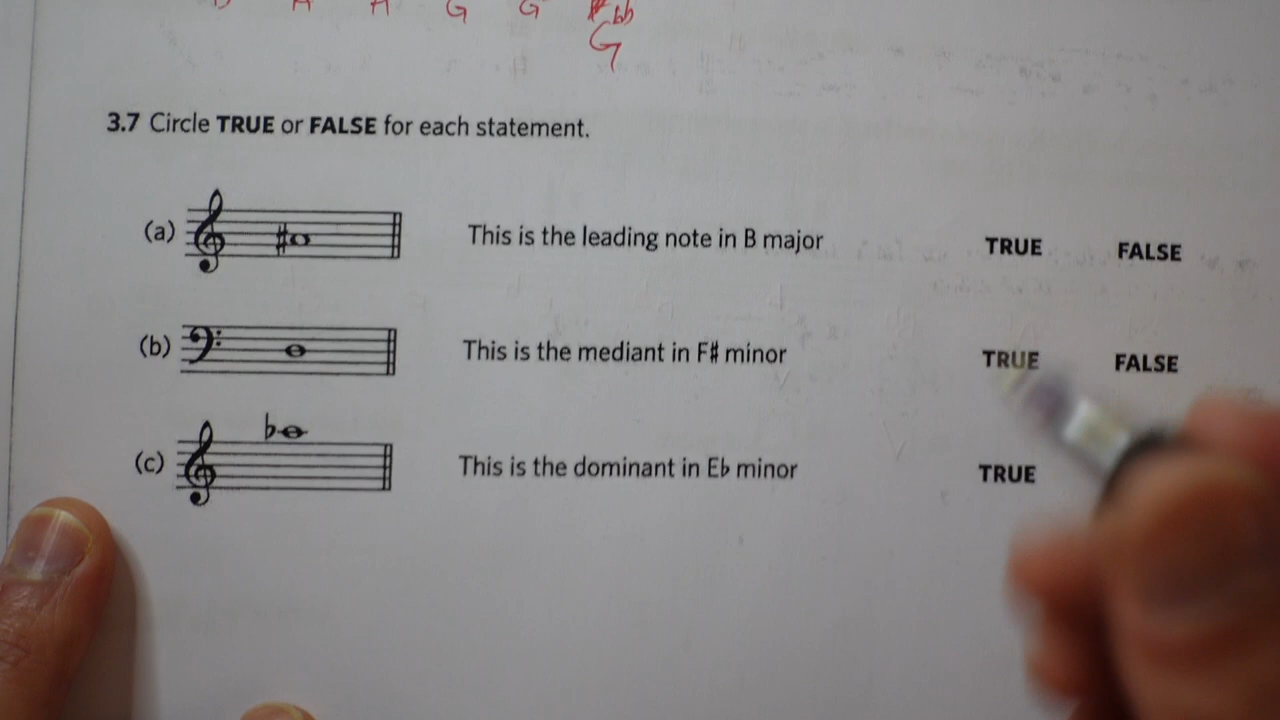 A A G G # bb
G
3.7 Circle TRUE or FALSE for each statement.
(a) This is the leading note in B major TRUE FALSE
(b) This is the mediant in F# minor TRUE FALSE
(c) This is the dominant in E♭ minor TRUE